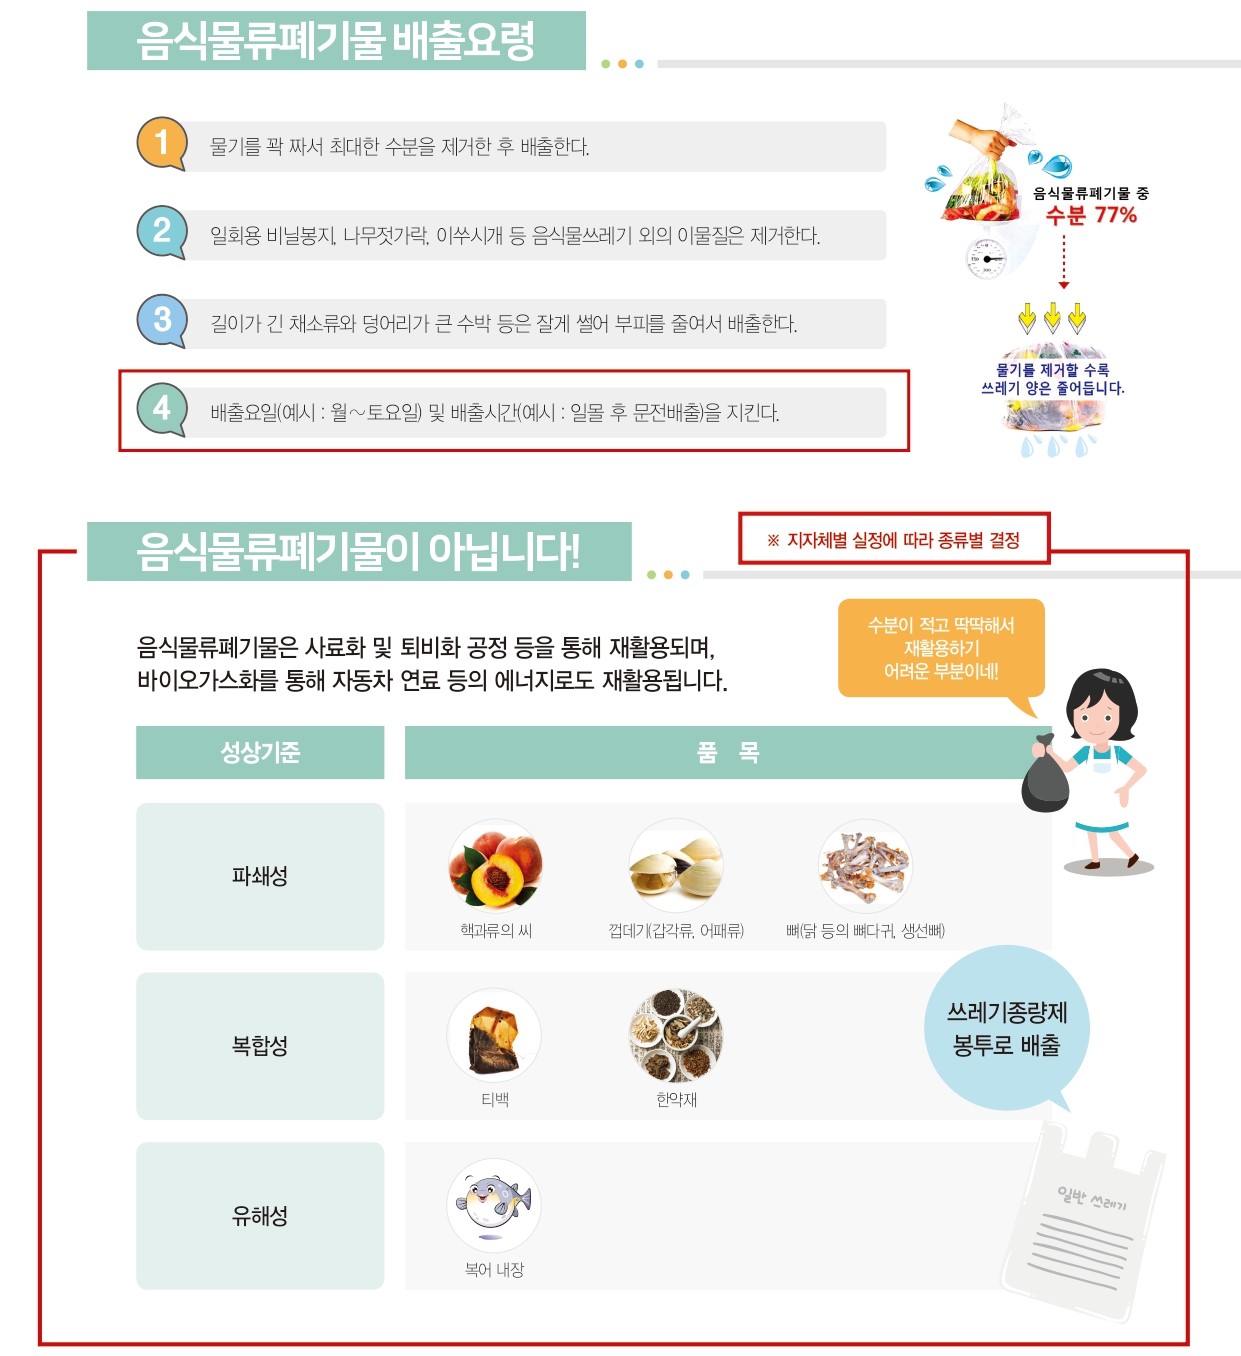 음식물류폐기물 배출요령
1
물기를 꽉 짜서 최대한 수분을 제거한 후 배출한다.
2
일회용 비닐봉지, 나무젓가락, 이쑤시개 등 음식물쓰레기 외의 이물질은 제거한다.
3
길이가 긴 채소류와 덩어리가 큰 수박 등은 잘게 썰어 부피를 줄여서 배출한다.
4
배출요일(예시 : 월～토요일) 및 배출시간(예시 : 일몰 후 문전배출)을 지킨다.
음식물류폐기물 중
수분 77%
물기를 제거할 수록
쓰레기 양은 줄어듭니다.
음식물류폐기물이 아닙니다!
※ 지자체별 실정에 따라 종류별 결정
음식물류폐기물은 사료화 및 퇴비화 공정 등을 통해 재활용되며,
바이오가스화를 통해 자동차 연료 등의 에너지로도 재활용됩니다.
수분이 적고 딱딱해서
재활용하기
어려운 부분이네!
성상기준
품 목
파쇄성
핵과류의 씨
껍데기(갑각류, 어패류)
뼈(닭 등의 뼈다귀, 생선뼈)
복합성
티백
한약재
쓰레기종량제
봉투로 배출
유해성
복어 내장
일반 쓰레기